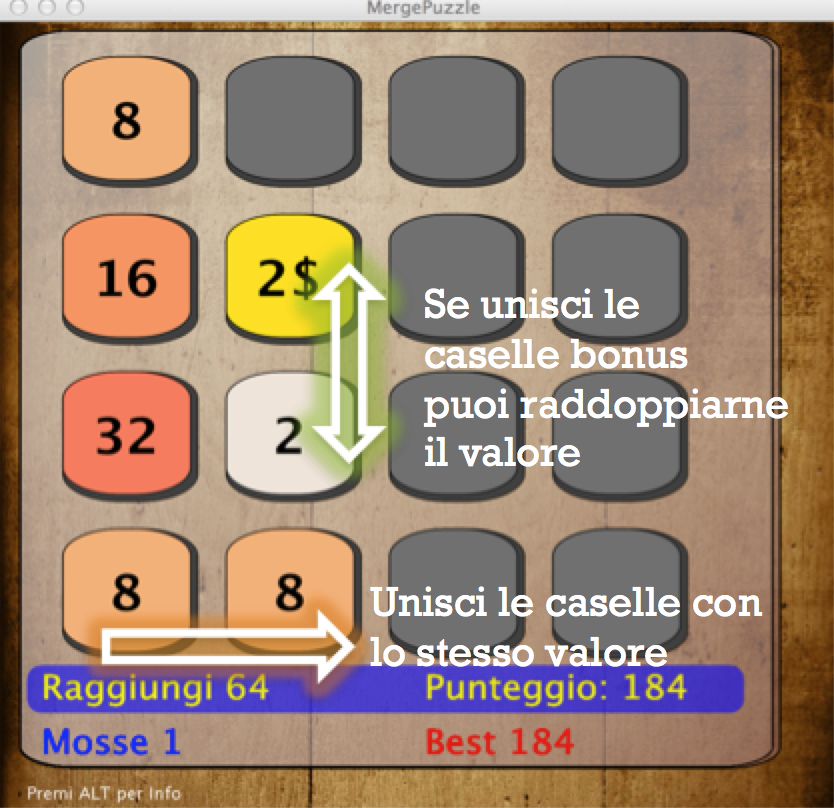 MergePuzzle
8
16 2$
Se unisci le
caselle bonus
puoi raddoppiarne
il valore
32 2
8 8
Unisci le caselle con
lo stesso valore
Raggiungi 64 Punteggio: 184
Mosse 1 Best 184
Premi ALT per Info